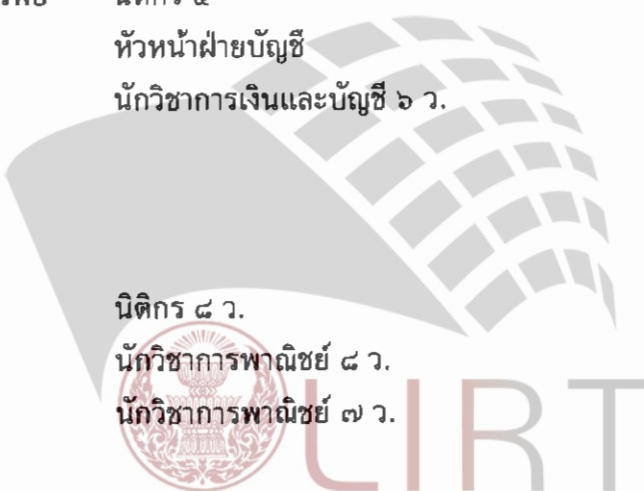 หัวหน้าฝ่ายบัญชี
นักวิชาการเงินและบัญชี ๖ ว.
นิติกร ๘ ว.
นักวิชาการพาณิชย์ ๘ ว.
นักวิชาการพาณิชย์ ๗ ว.
LIRT